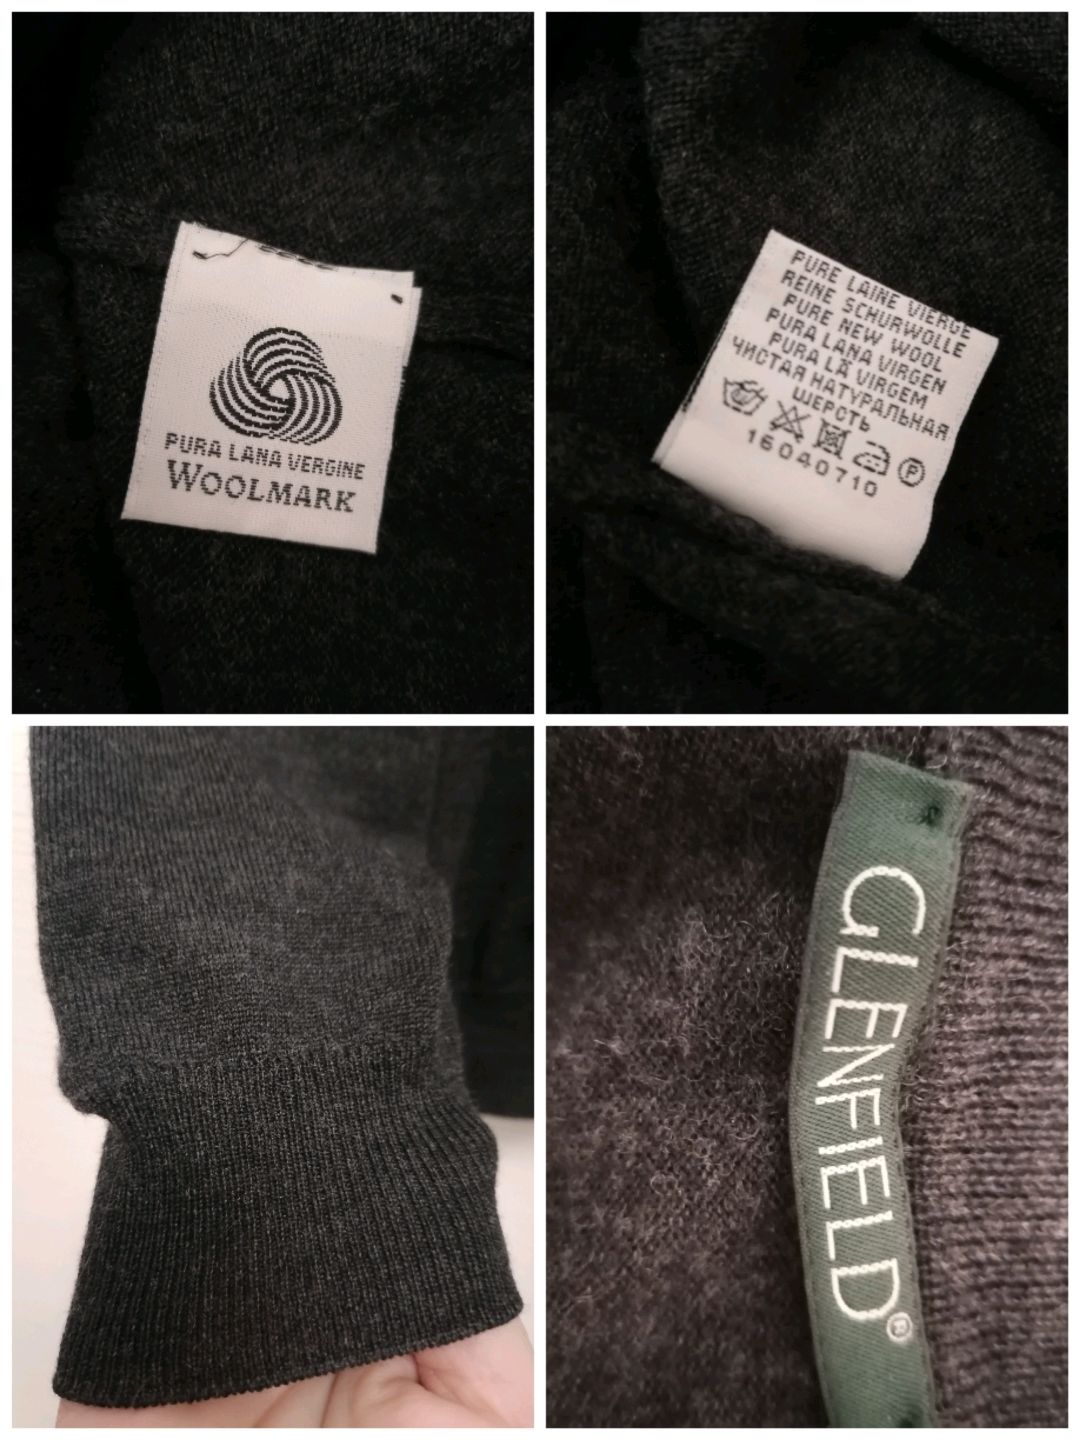 PURA LANA VERGINE
WOOLMARK
PURE LAINE VIERGE
REINE SCHURWOLLE
PURE NEW WOOL
PURA LANA VIRGEN
PURA LÃ VIRGEM
ЧИСТАЯ НАТУРАЛЬНАЯ
ШЕРСТЬ
P
16040710
GLENFIELD®